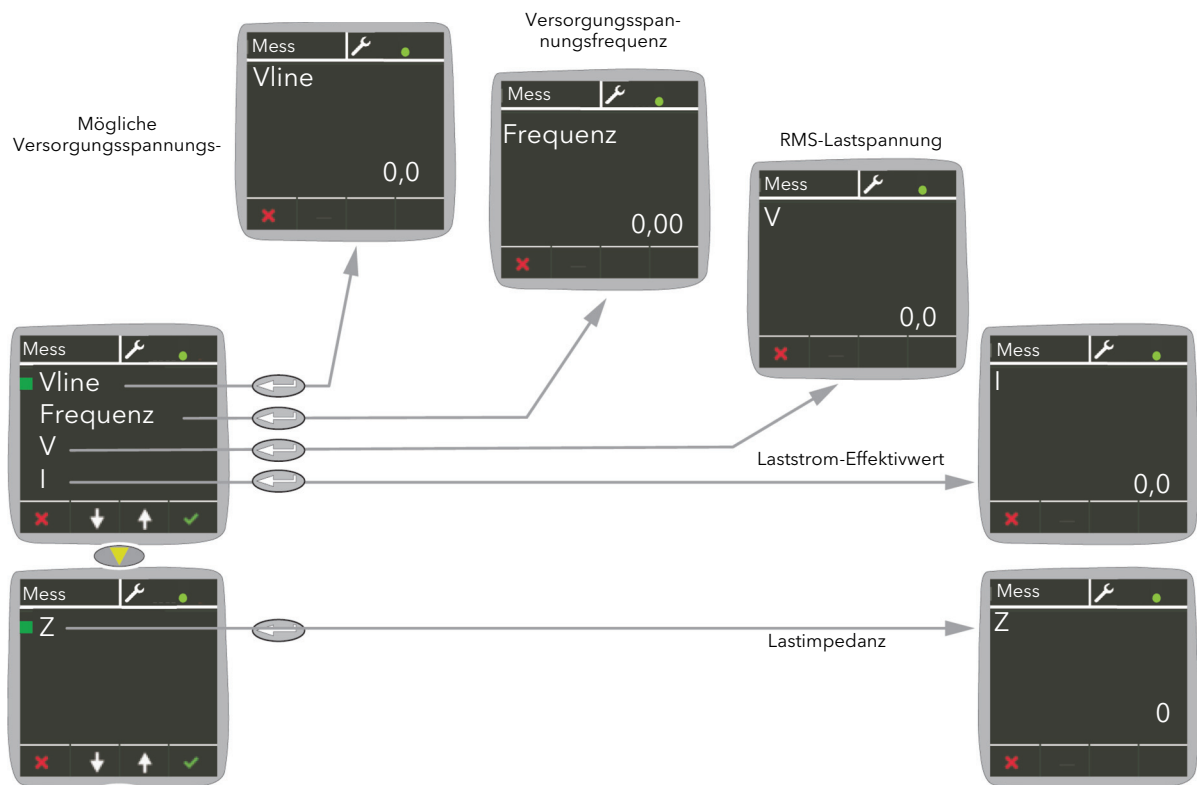 Versorgungsspan-
nungsfrequenz
Mögliche
Versorgungsspannungs-
RMS-Lastspannung
Mess
Vline
0,0
Mess
Frequenz
0,00
Mess
V
0,0
Mess
Vline
Frequenz
V
I
Laststrom-Effektivwert
Mess
I
0,0
Mess
Z
Lastimpedanz
Mess
Z
0